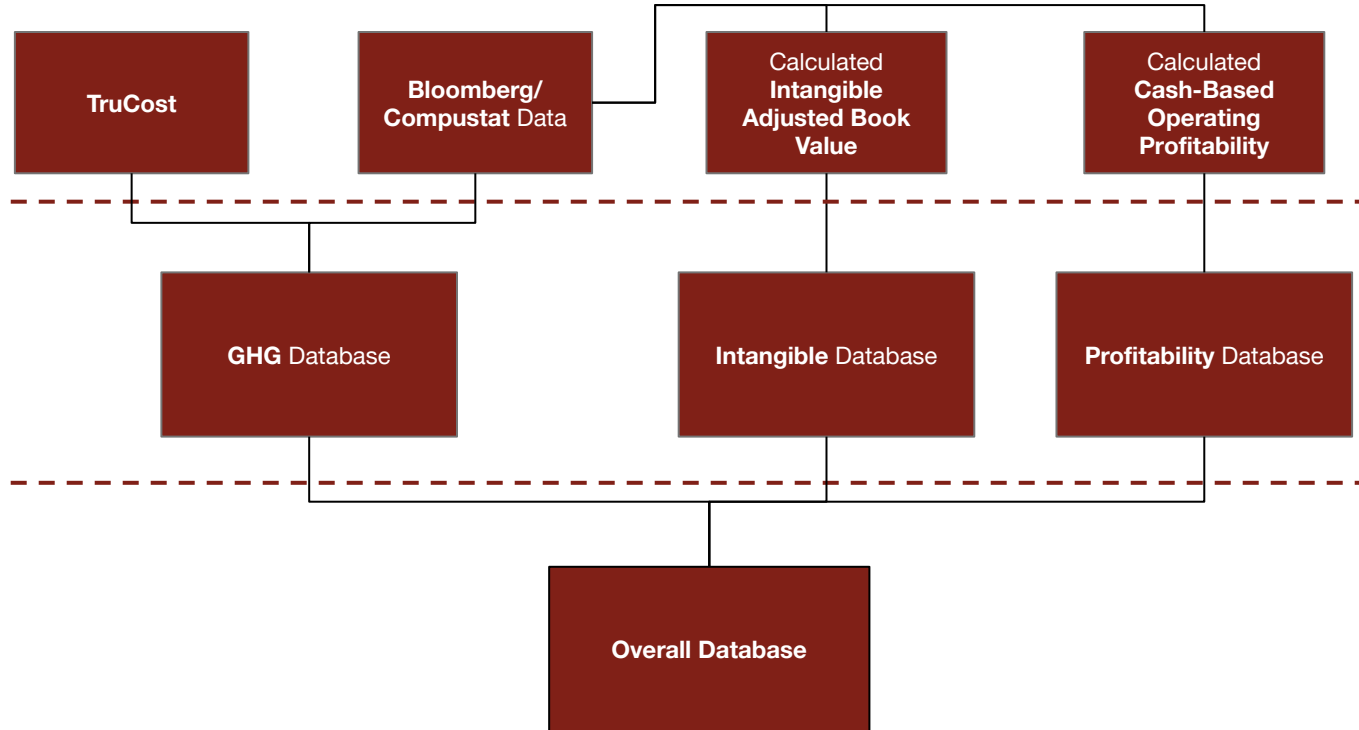 TruCost
Bloomberg/
Compustat Data
Calculated
Intangible
Adjusted Book
Value
Calculated
Cash-Based
Operating
Profitability
GHG Database
Intangible Database
Profitability Database
Overall Database